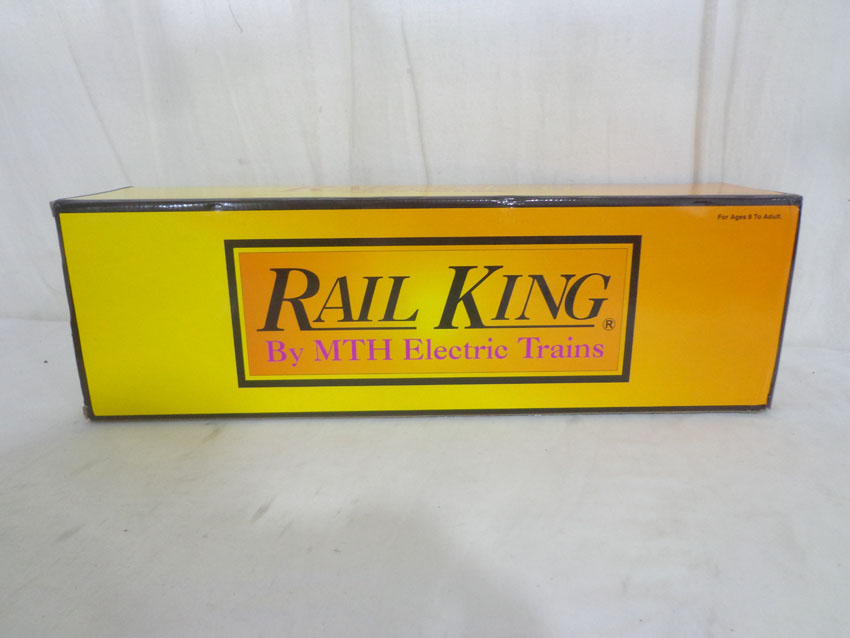 For Ages 8 To Adult.
RAIL KING®
By MTH Electric Trains